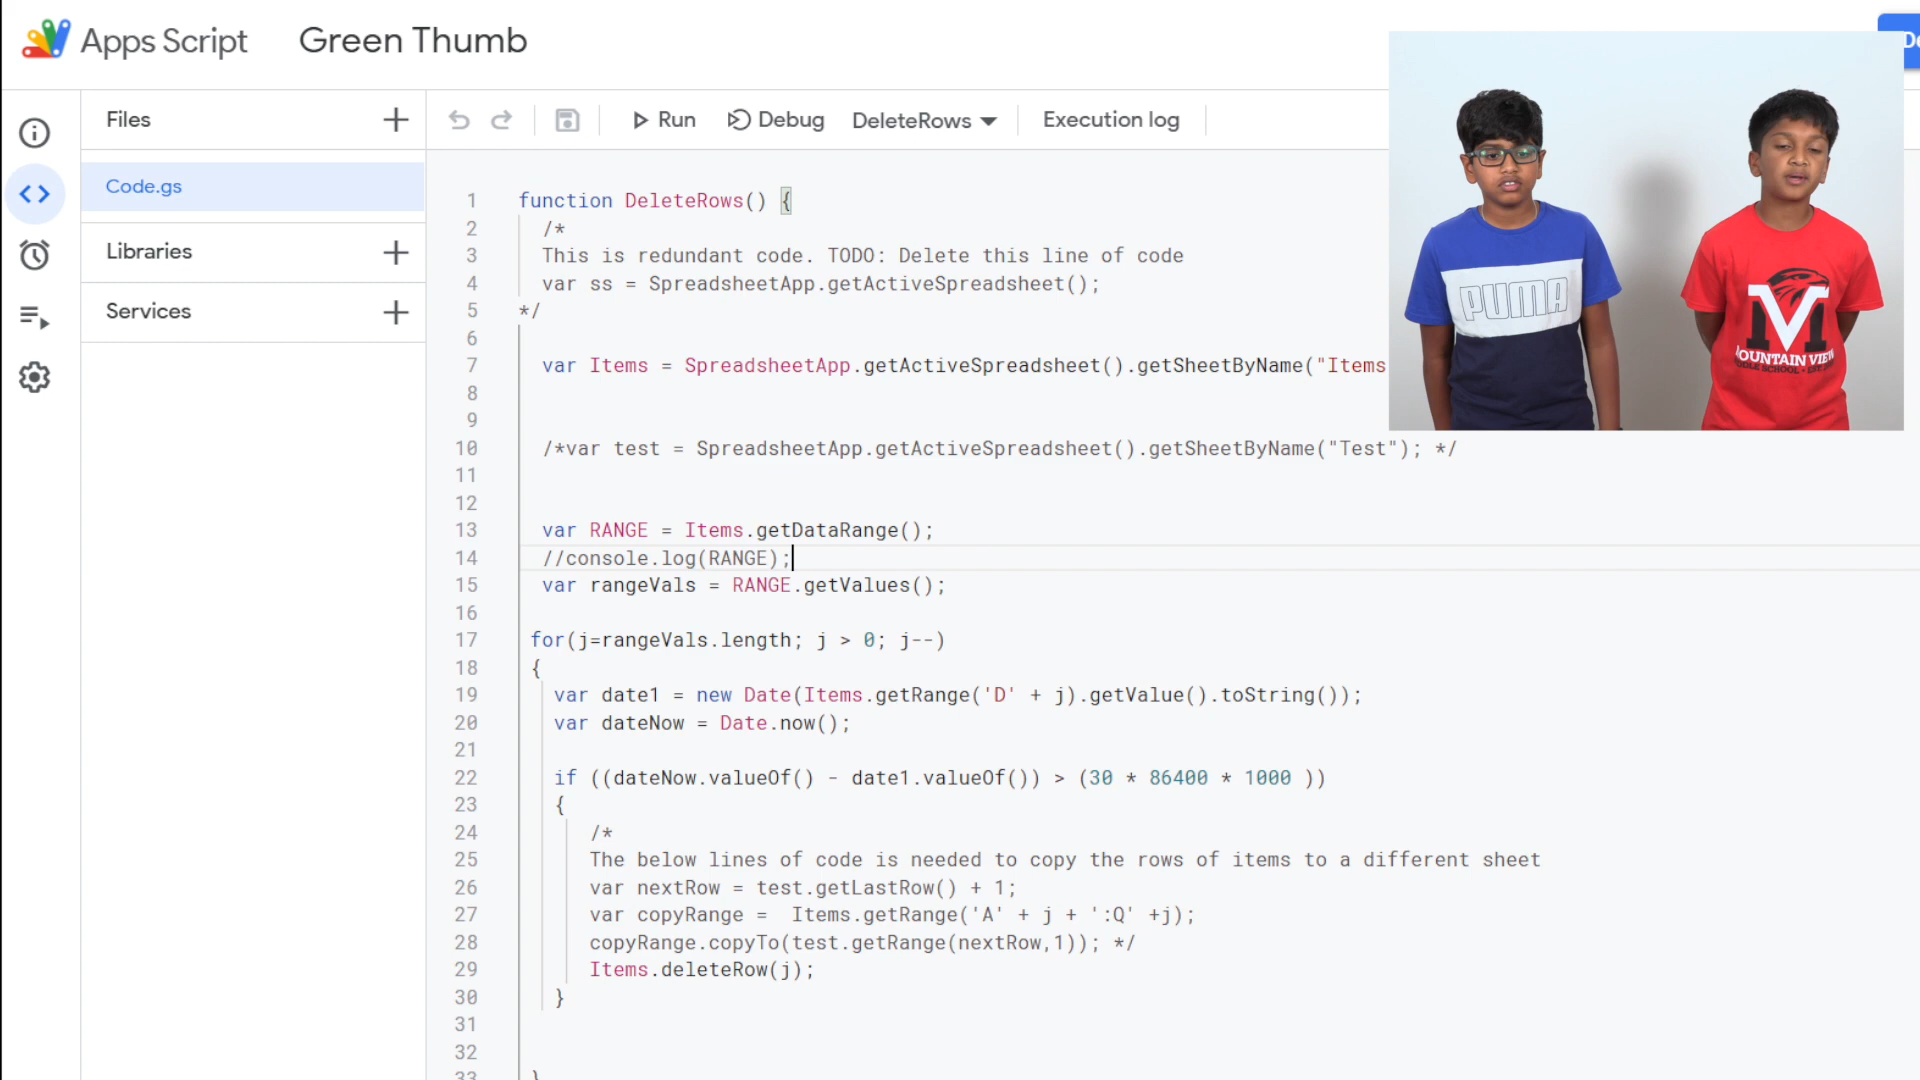 Apps Script
Green Thumb
Files
Run
Debug
DeleteRows
Execution log
Code.gs
Libraries
Services
1 function DeleteRows() {
2 /*
3 This is redundant code. TODO: Delete this line of code
4 var ss = SpreadsheetApp.getActiveSpreadsheet();
5 */
6
7 var Items = SpreadsheetApp.getActiveSpreadsheet().getSheetByName("Items
8
9
10 /*var test = SpreadsheetApp.getActiveSpreadsheet().getSheetByName("Test"); */
11
12
13 var RANGE = Items.getDataRange();
14 //console.log(RANGE);
15 var rangeVals = RANGE.getValues();
16
17 for(j=rangeVals.length; j > 0; j--)
18 {
19 var date1 = new Date(Items.getRange('D' + j).getValue().toString());
20 var dateNow = Date.now();
21
22 if ((dateNow.valueOf() - date1.valueOf()) > (30 * 86400 * 1000 ))
23 {
24 /*
25 The below lines of code is needed to copy the rows of items to a different sheet
26 var nextRow = test.getLastRow() + 1;
27 var copyRange =  Items.getRange('A' + j + ':Q' +j);
28 copyRange.copyTo(test.getRange(nextRow,1)); */
29 Items.deleteRow(j);
30 }
31
32
33 }
PUMA
MV
MOUNTAIN VIEW